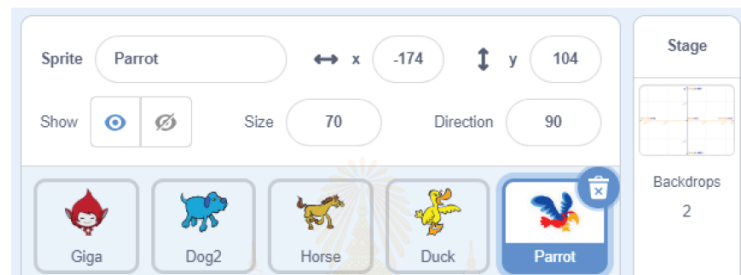 Sprite Parrot x -174 y 104
Show Size 70 Direction 90
Giga Dog2 Horse Duck Parrot
Stage
Backdrops
2